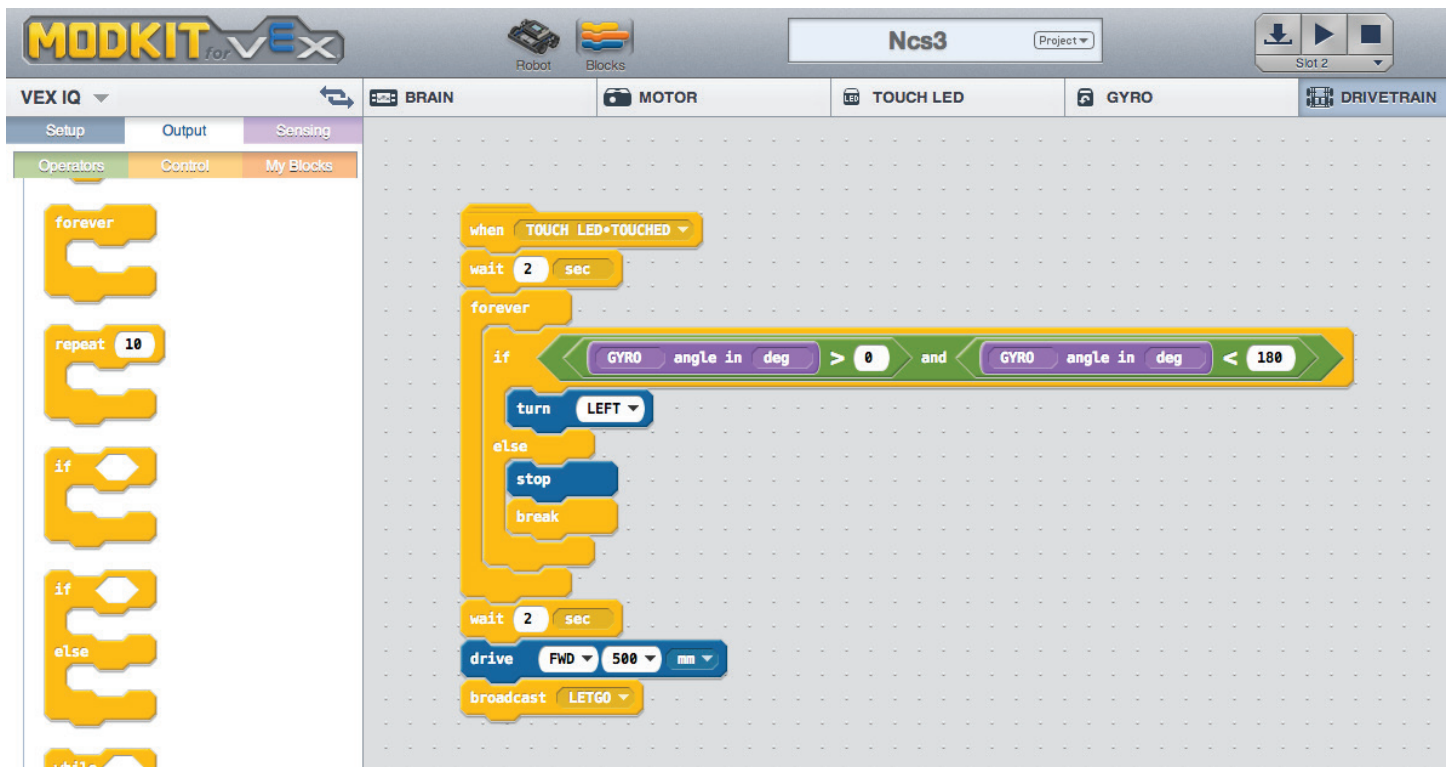 MODKIT for VEX
Robot Blocks
Ncs3 Project
Slot 2
VEX IQ
BRAIN MOTOR TOUCH LED GYRO DRIVETRAIN
LED
Setup Output Sensing
Operators Control My Blocks
forever
repeat 10
if
if
else
while
when TOUCH LED•TOUCHED
wait 2 sec
forever
if GYRO angle in deg > 0 and GYRO angle in deg < 180
turn LEFT
else
stop
break
wait 2 sec
drive FWD 500 mm
broadcast LETGO